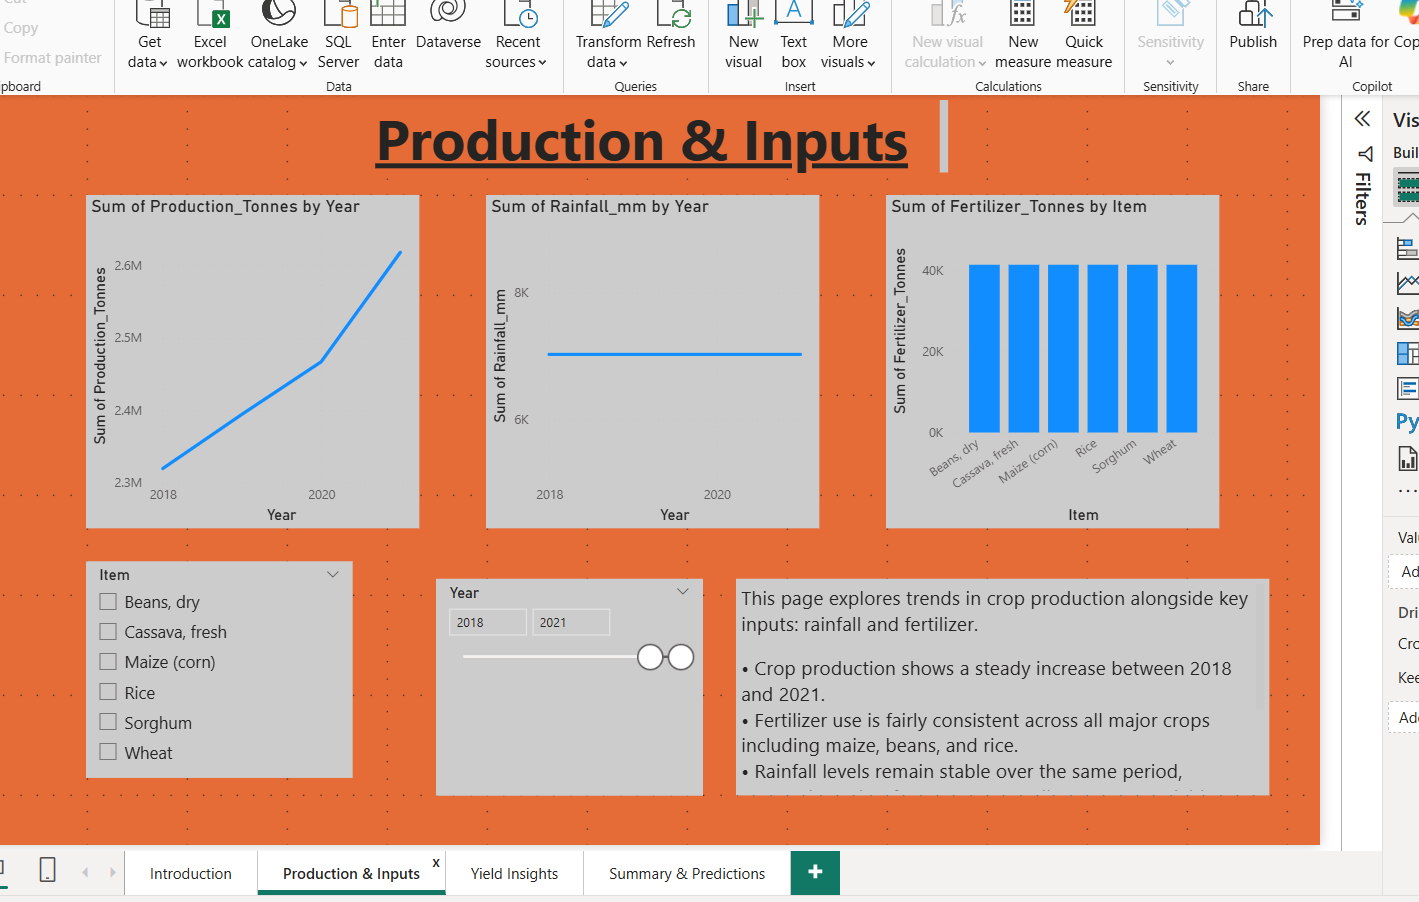 Cut
Copy
Format painter
pboard
Get data
Excel workbook
OneLake catalog
SQL Server
Enter data
Dataverse
Recent sources
Data
Transform data
Refresh
Queries
New visual
Text box
More visuals
Insert
New visual calculation
New measure
Quick measure
Calculations
Sensitivity
Sensitivity
Publish
Share
Prep data for AI
Cop
Copilot
Production & Inputs
Sum of Production_Tonnes by Year
Sum of Production_Tonnes
2.6M
2.5M
2.4M
2.3M
2018
2020
Year
Sum of Rainfall_mm by Year
Sum of Rainfall_mm
8K
6K
2018
2020
Year
Sum of Fertilizer_Tonnes by Item
Sum of Fertilizer_Tonnes
40K
20K
0K
Beans, dry
Cassava, fresh
Maize (corn)
Rice
Sorghum
Wheat
Item
Item
Beans, dry
Cassava, fresh
Maize (corn)
Rice
Sorghum
Wheat
Year
2018
2021
This page explores trends in crop production alongside key
inputs: rainfall and fertilizer.
• Crop production shows a steady increase between 2018
and 2021.
• Fertilizer use is fairly consistent across all major crops
including maize, beans, and rice.
• Rainfall levels remain stable over the same period,
Filters
Vis
Buil
Py
Val
Ad
Dri
Cro
Kee
Add
Introduction
Production & Inputs
x
Yield Insights
Summary & Predictions
+